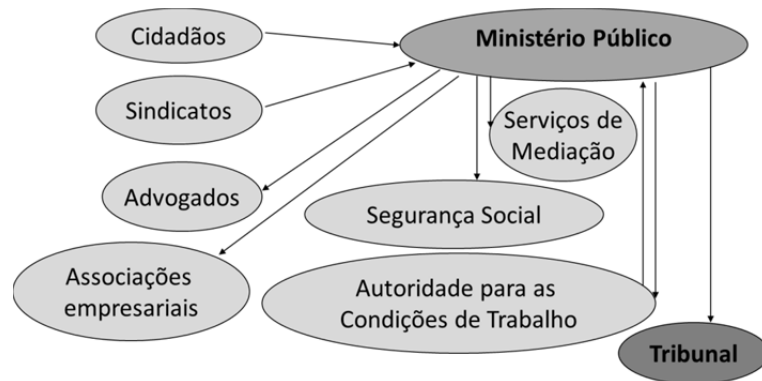 Cidadãos
Ministério Público
Sindicatos
Serviços de
Mediação
Advogados
Segurança Social
Associações
empresariais
Autoridade para as
Condições de Trabalho
Tribunal